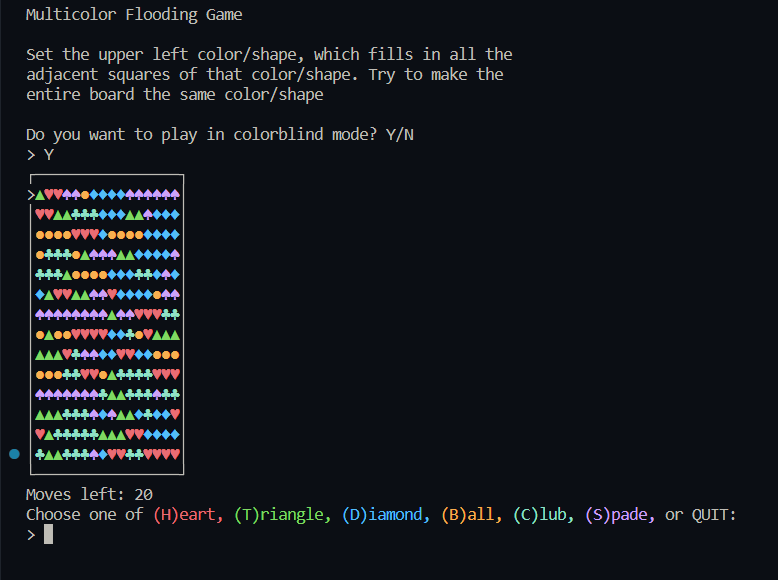 Multicolor Flooding Game
Set the upper left color/shape, which fills in all the
adjacent squares of that color/shape. Try to make the
entire board the same color/shape
Do you want to play in colorblind mode? Y/N
> Y
>▲♥♥♠♠●♦♦♦♦♠♠♠♠♠♠
♥♥▲▲♣♣♣♦♦♦▲▲♠♦♦♦
●●●●♥♥♥♦●●●●♦♦♦♦
●♣♣♣●▲♠♠♠▲▲♦♦♦♦♠
♣♣♣▲●●●●♦♦♦♣♣♦♠♦
♦▲♥♥▲▲♠♠♥♦♦♦♦●♠♠
♠♠♠♠♠♠♠♠▲♠♠♥♥♥♣♣
●▲●●♥♥♥♥♦♦♣●♥▲▲▲
▲▲▲♥♣♠♠♦♦♥♥♦♦●●●
●●●♣♣♥♥●▲♣♣♣♣♥♥♥
♠♠♠♠♠♠♠♣▲▲♣♣♣♠♣♣
▲▲▲♣♣♣♠♦♠▲▲♦♣♦♦♥
♥▲♣♣♣♣♣▲▲▲♥♥♦♦♦♦
♣▲▲♣♣♣♠♦♥♥♣♣♥♥♥♥
Moves left: 20
Choose one of (H)eart, (T)riangle, (D)iamond, (B)all, (C)lub, (S)pade, or QUIT:
>